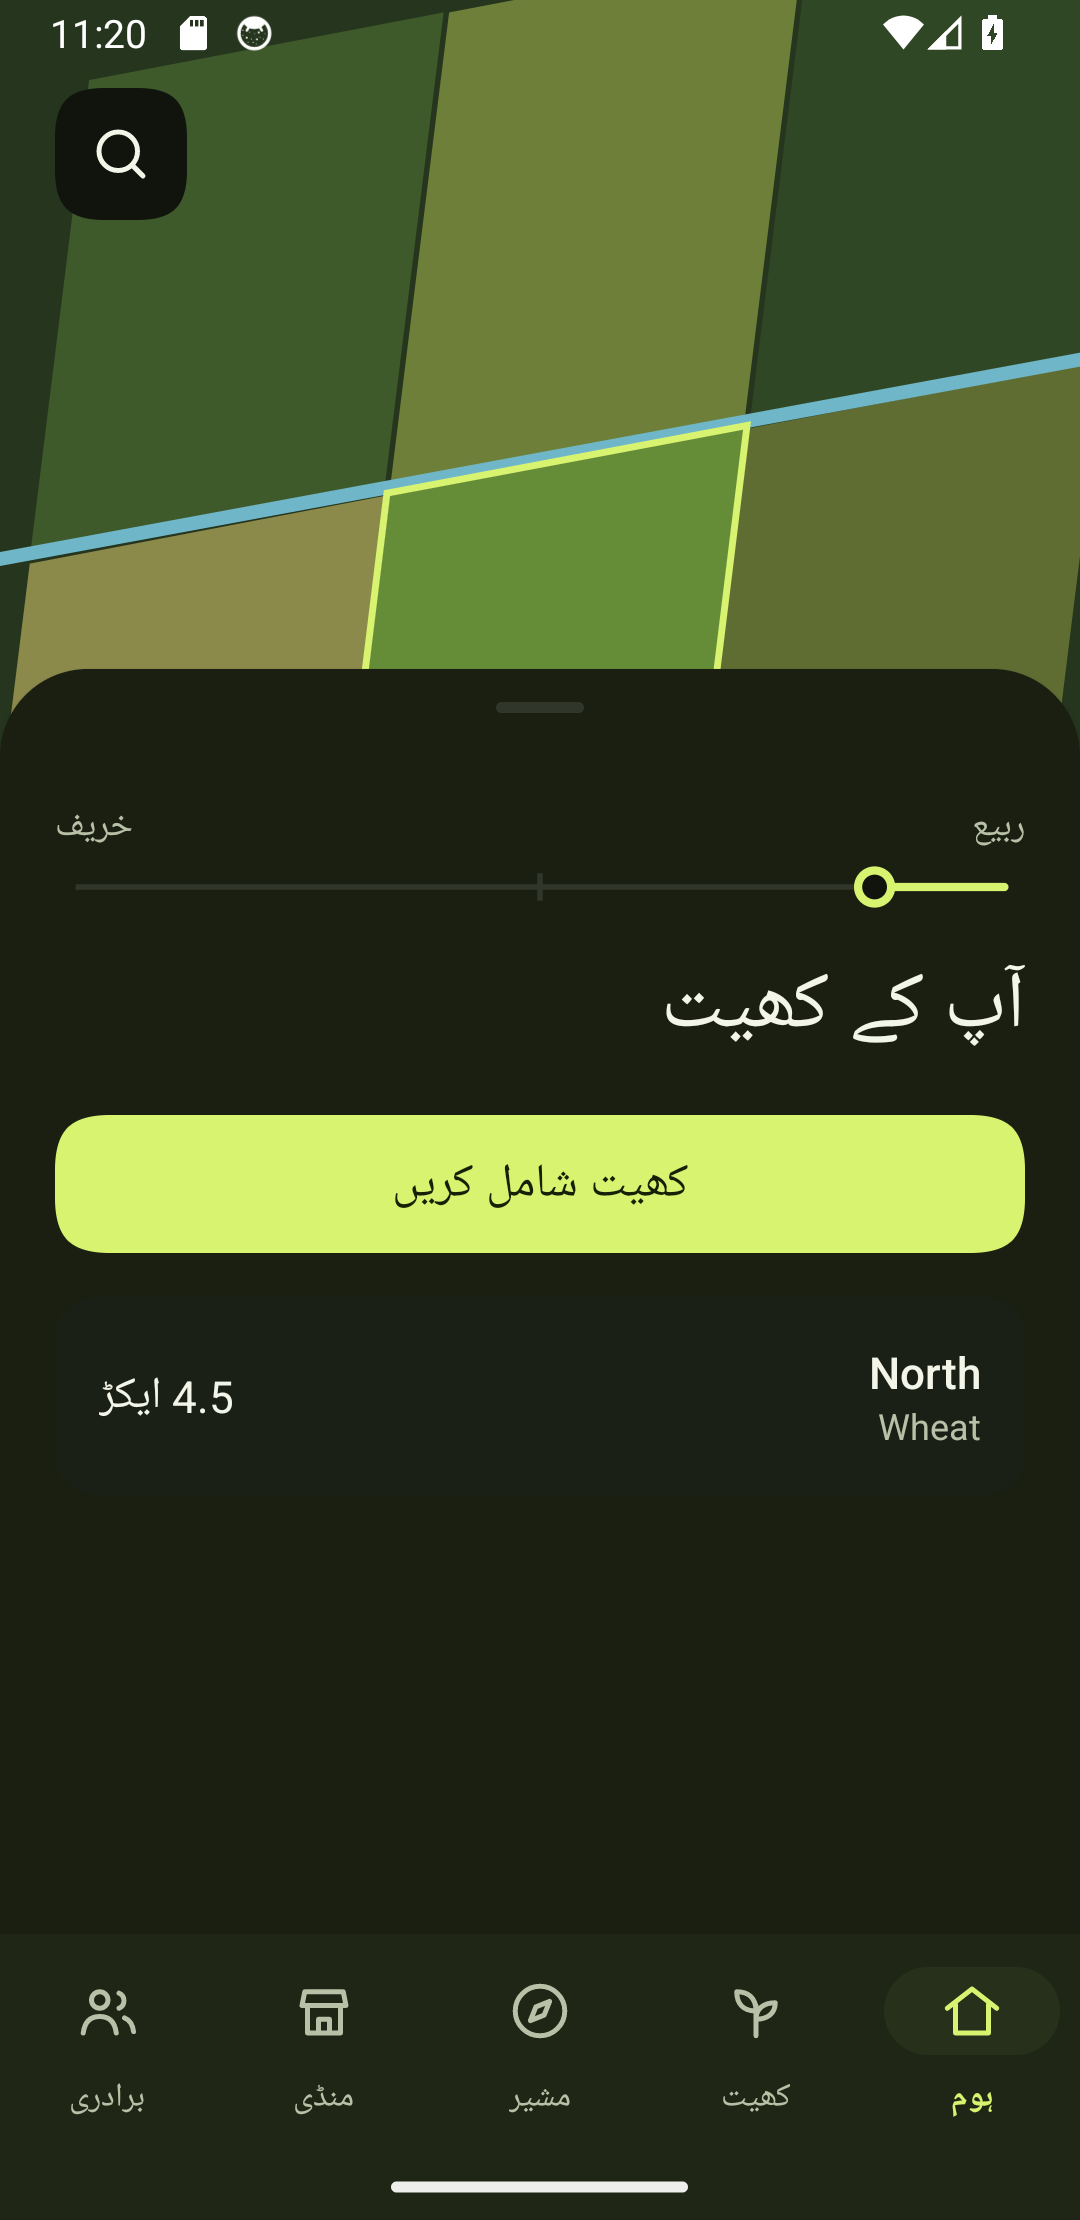 11:20
ربیع
خریف
آپ کے کھیت
کھیت شامل کریں
North
Wheat
4.5 ایکڑ
ہوم
کھیت
مشیر
منڈی
برادری